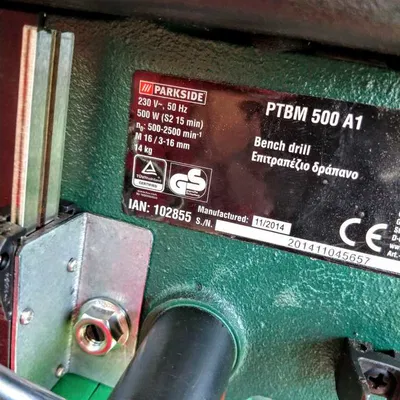 PARKSIDE
230 V~, 50 Hz
500 W (S2 15 min)
n₀: 500-2500 min⁻¹
M 16 / 3-16 mm
14 kg
PTBM 500 A1
Bench drill
Επιτραπέζιο δράπανο
GS
IAN: 102855
Manufactured: 11/2014
S./N. 201411045657
CE